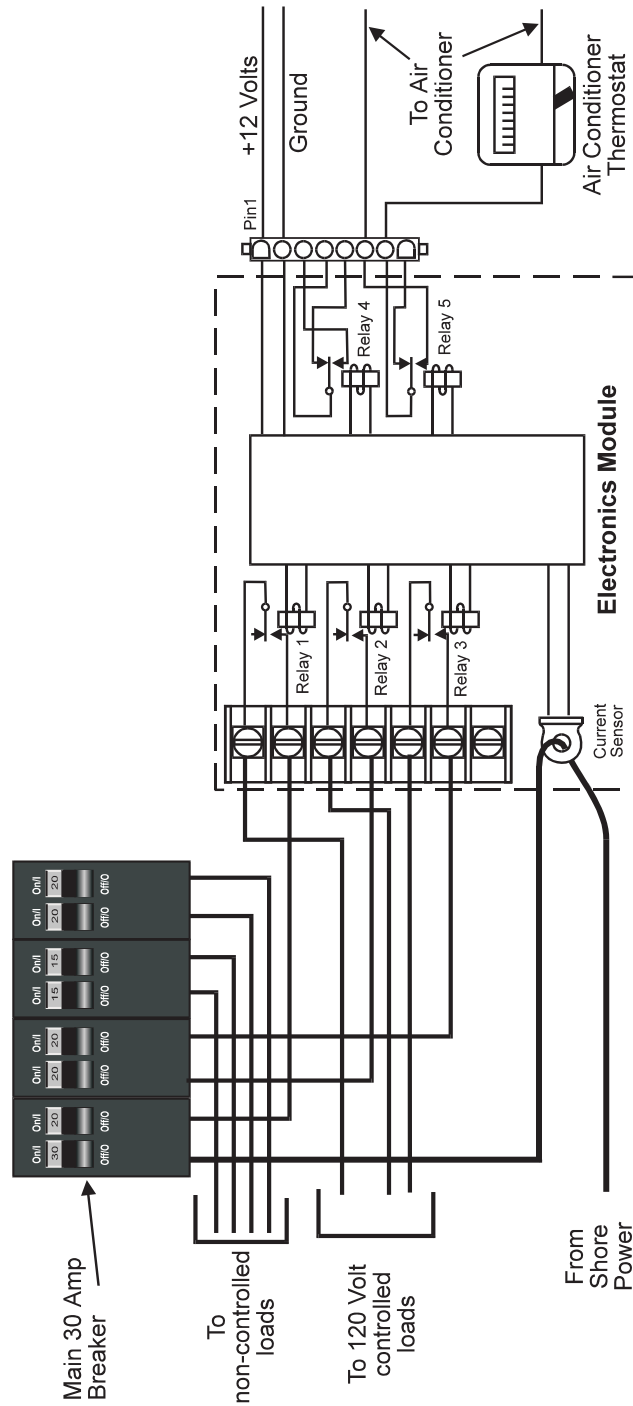 Main 30 Amp
Breaker
On/I
30
Off/O
On/I
20
Off/O
On/I
20
Off/O
On/I
20
Off/O
On/I
15
Off/O
On/I
15
Off/O
On/I
20
Off/O
On/I
20
Off/O
To
non-controlled
loads
To 120 Volt
controlled
loads
From
Shore
Power
Current
Sensor
Relay 1
Relay 2
Relay 3
Electronics Module
Relay 4
Relay 5
Pin1
+12 Volts
Ground
To Air
Conditioner
Air Conditioner
Thermostat